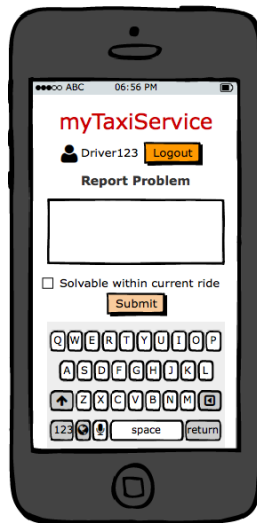 ABC 06:56 PM
myTaxiService
Driver123 Logout
Report Problem
Solvable within current ride
Submit
Q W E R T Y U I O P
A S D F G H J K L
Z X C V B N M
123 space return